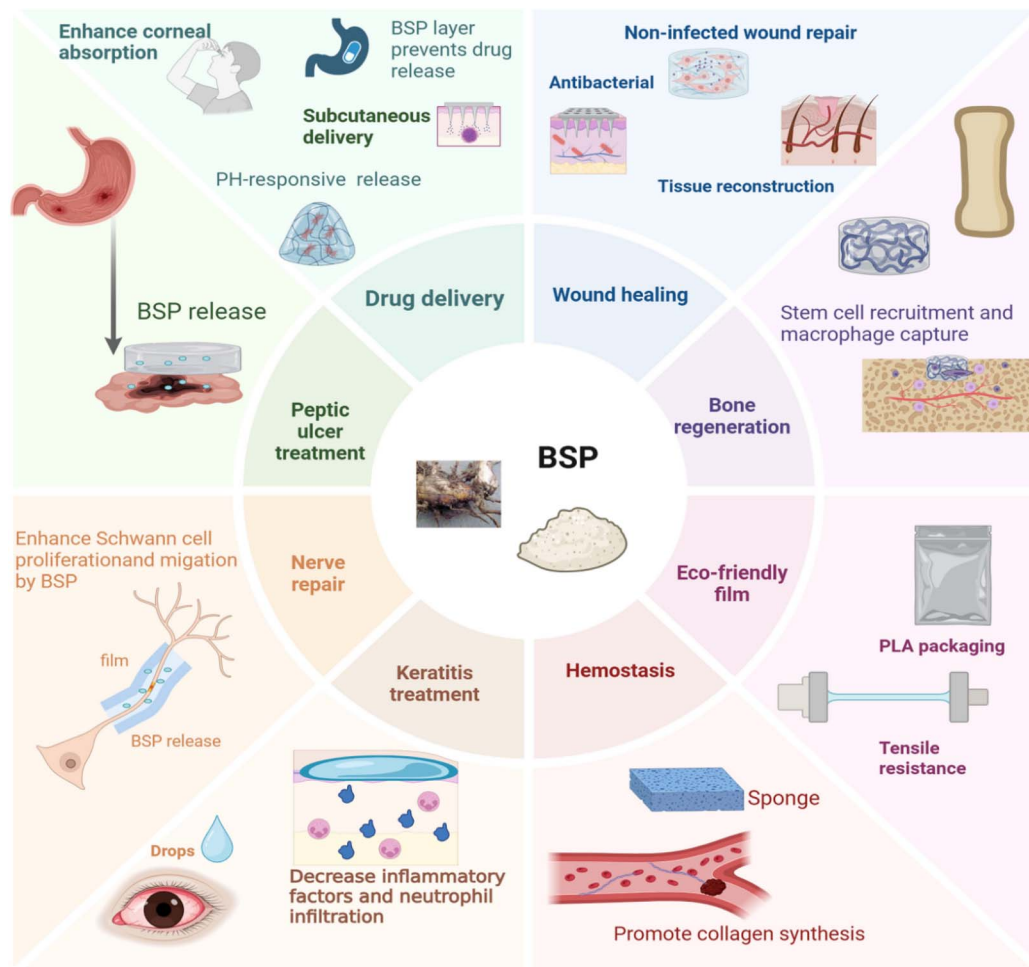 Enhance corneal
absorption
BSP layer
prevents drug
release
Subcutaneous
delivery
PH-responsive release
Non-infected wound repair
Antibacterial
Tissue reconstruction
Drug delivery
Wound healing
BSP release
Stem cell recruitment and
macrophage capture
Peptic
ulcer
treatment
Bone
regeneration
BSP
Enhance Schwann cell
proliferationand migation
by BSP
Nerve
repair
Eco-friendly
film
PLA packaging
film
BSP release
Keratitis
treatment
Hemostasis
Tensile
resistance
Sponge
Drops
Decrease inflammatory
factors and neutrophil
infiltration
Promote collagen synthesis